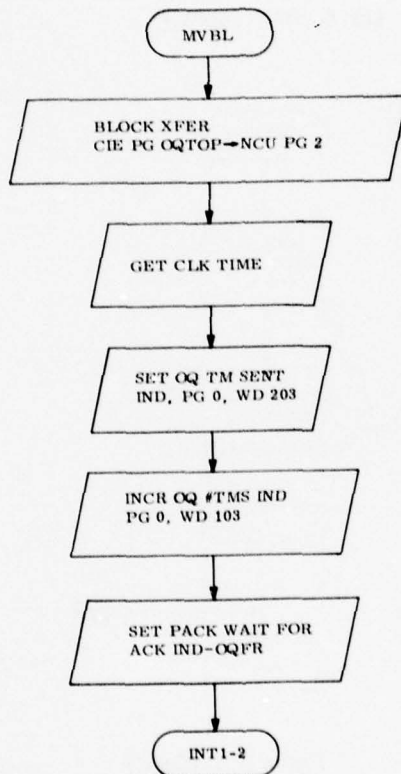 MVBL
BLOCK XFER
CIE PG OQTOP→NCU PG 2
GET CLK TIME
SET OQ TM SENT
IND, PG 0, WD 203
INCR OQ #TMS IND
PG 0, WD 103
SET PACK WAIT FOR
ACK IND-OQFR
INT1-2